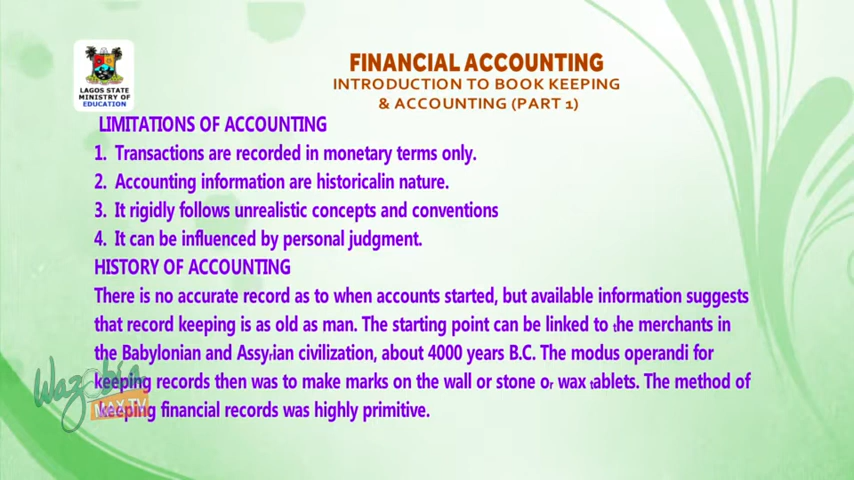 LAGOS STATE
MINISTRY OF
EDUCATION
FINANCIAL ACCOUNTING
INTRODUCTION TO BOOK KEEPING
& ACCOUNTING (PART 1)
LIMITATIONS OF ACCOUNTING
1. Transactions are recorded in monetary terms only.
2. Accounting information are historicalin nature.
3. It rigidly follows unrealistic concepts and conventions
4. It can be influenced by personal judgment.
HISTORY OF ACCOUNTING
There is no accurate record as to when accounts started, but available information suggests
that record keeping is as old as man. The starting point can be linked to the merchants in
the Babylonian and Assyrian civilization, about 4000 years B.C. The modus operandi for
keeping records then was to make marks on the wall or stone or wax tablets. The method of
keeping financial records was highly primitive.
Wazobia
MAX TV